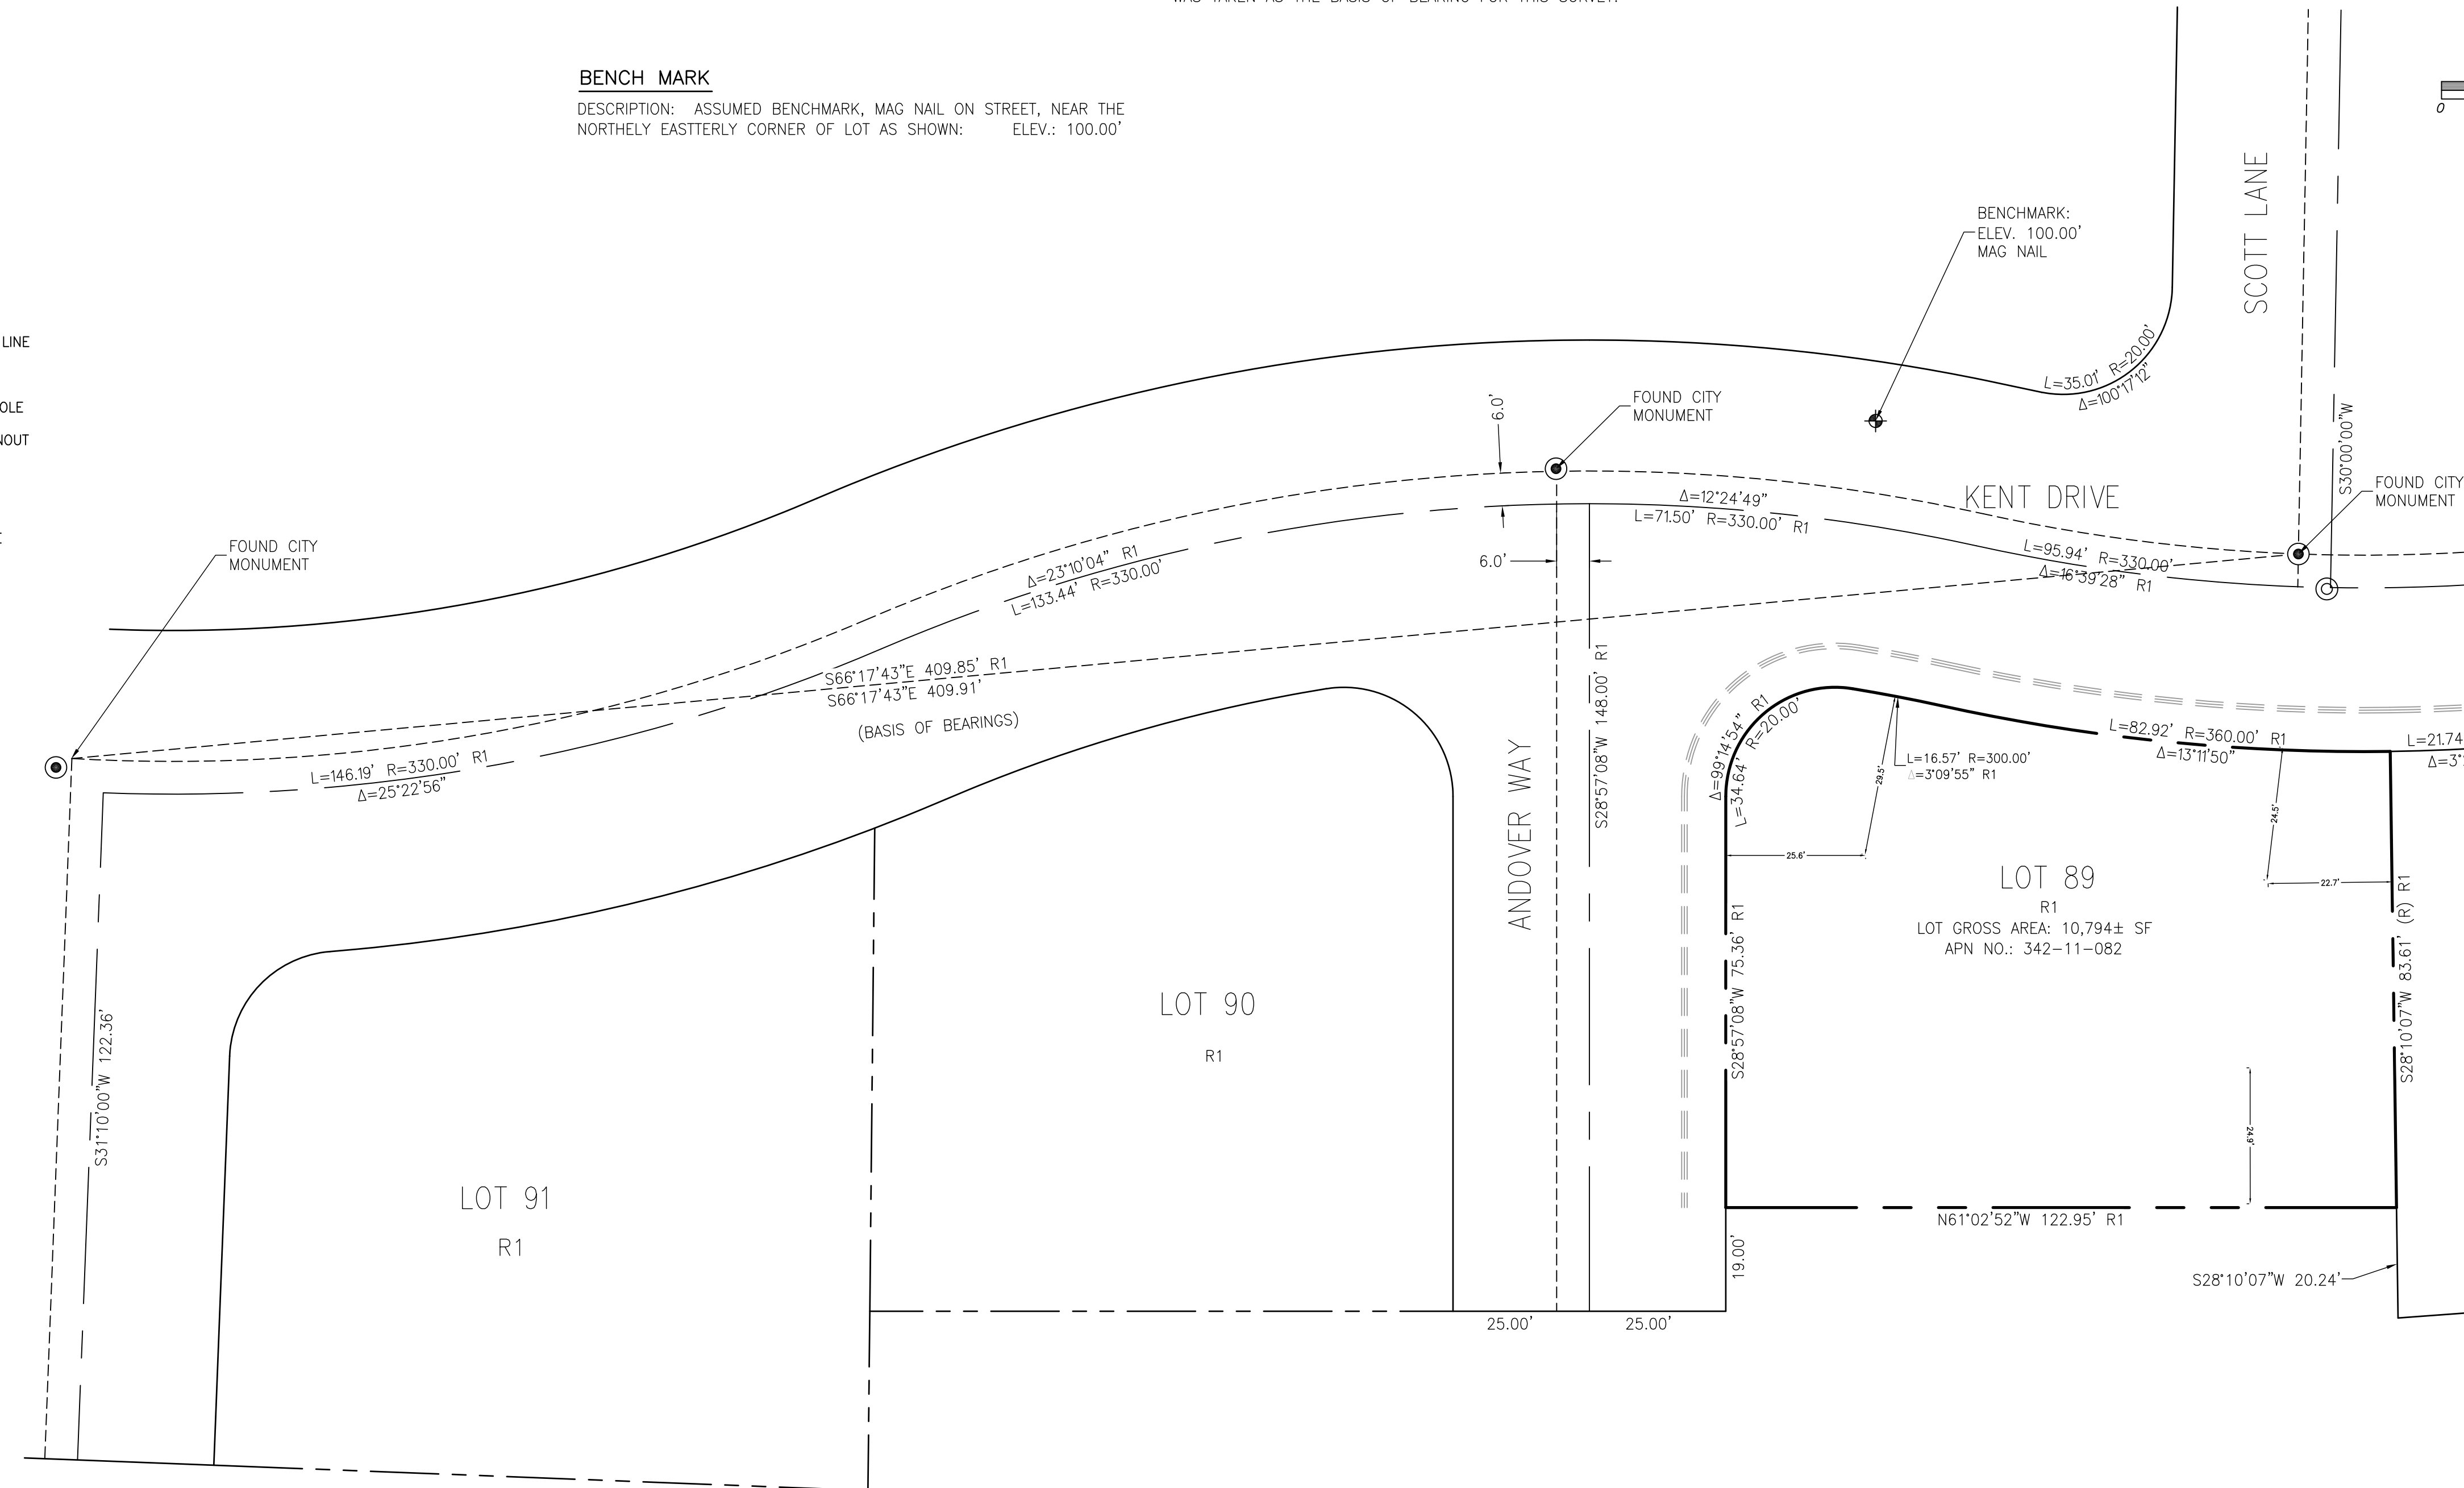 BENCH MARK
DESCRIPTION: ASSUMED BENCHMARK, MAG NAIL ON STREET, NEAR THE
NORTHELY EASTTERLY CORNER OF LOT AS SHOWN: ELEV.: 100.00'
0
LINE
BENCHMARK:
ELEV. 100.00'
MAG NAIL
SCOTT LANE
L=35.01' R=20.00'
Δ=100°17'12"
S30°00'00"W
FOUND CITY
MONUMENT
6.0'
FOUND CITY
MONUMENT
KENT DRIVE
Δ=12°24'49"
L=71.50' R=330.00' R1
6.0'
L=95.94' R=330.00'
Δ=16°39'28" R1
FOUND CITY
MONUMENT
Δ=23°10'04" R1
L=133.44' R=330.00'
S66°17'43"E 409.85' R1
S66°17'43"E 409.91'
(BASIS OF BEARINGS)
L=146.19' R=330.00' R1
Δ=25°22'56"
S28°57'08"W 148.00' R1
ANDOVER WAY
Δ=99°14'54" R1
L=34.64' R=20.00'
29.5'
L=16.57' R=300.00'
Δ=3°09'55" R1
L=82.92' R=360.00' R1
Δ=13°11'50"
L=21.74
Δ=3°
24.5'
25.6'
22.7'
LOT 89
R1
LOT GROSS AREA: 10,794± SF
APN NO.: 342-11-082
S28°57'08"W 75.36' R1
S28°10'07"W 83.61' (R) R1
24.9'
N61°02'52"W 122.95' R1
19.00'
S28°10'07"W 20.24'
25.00'
25.00'
LOT 90
R1
S31°10'00"W 122.36'
LOT 91
R1